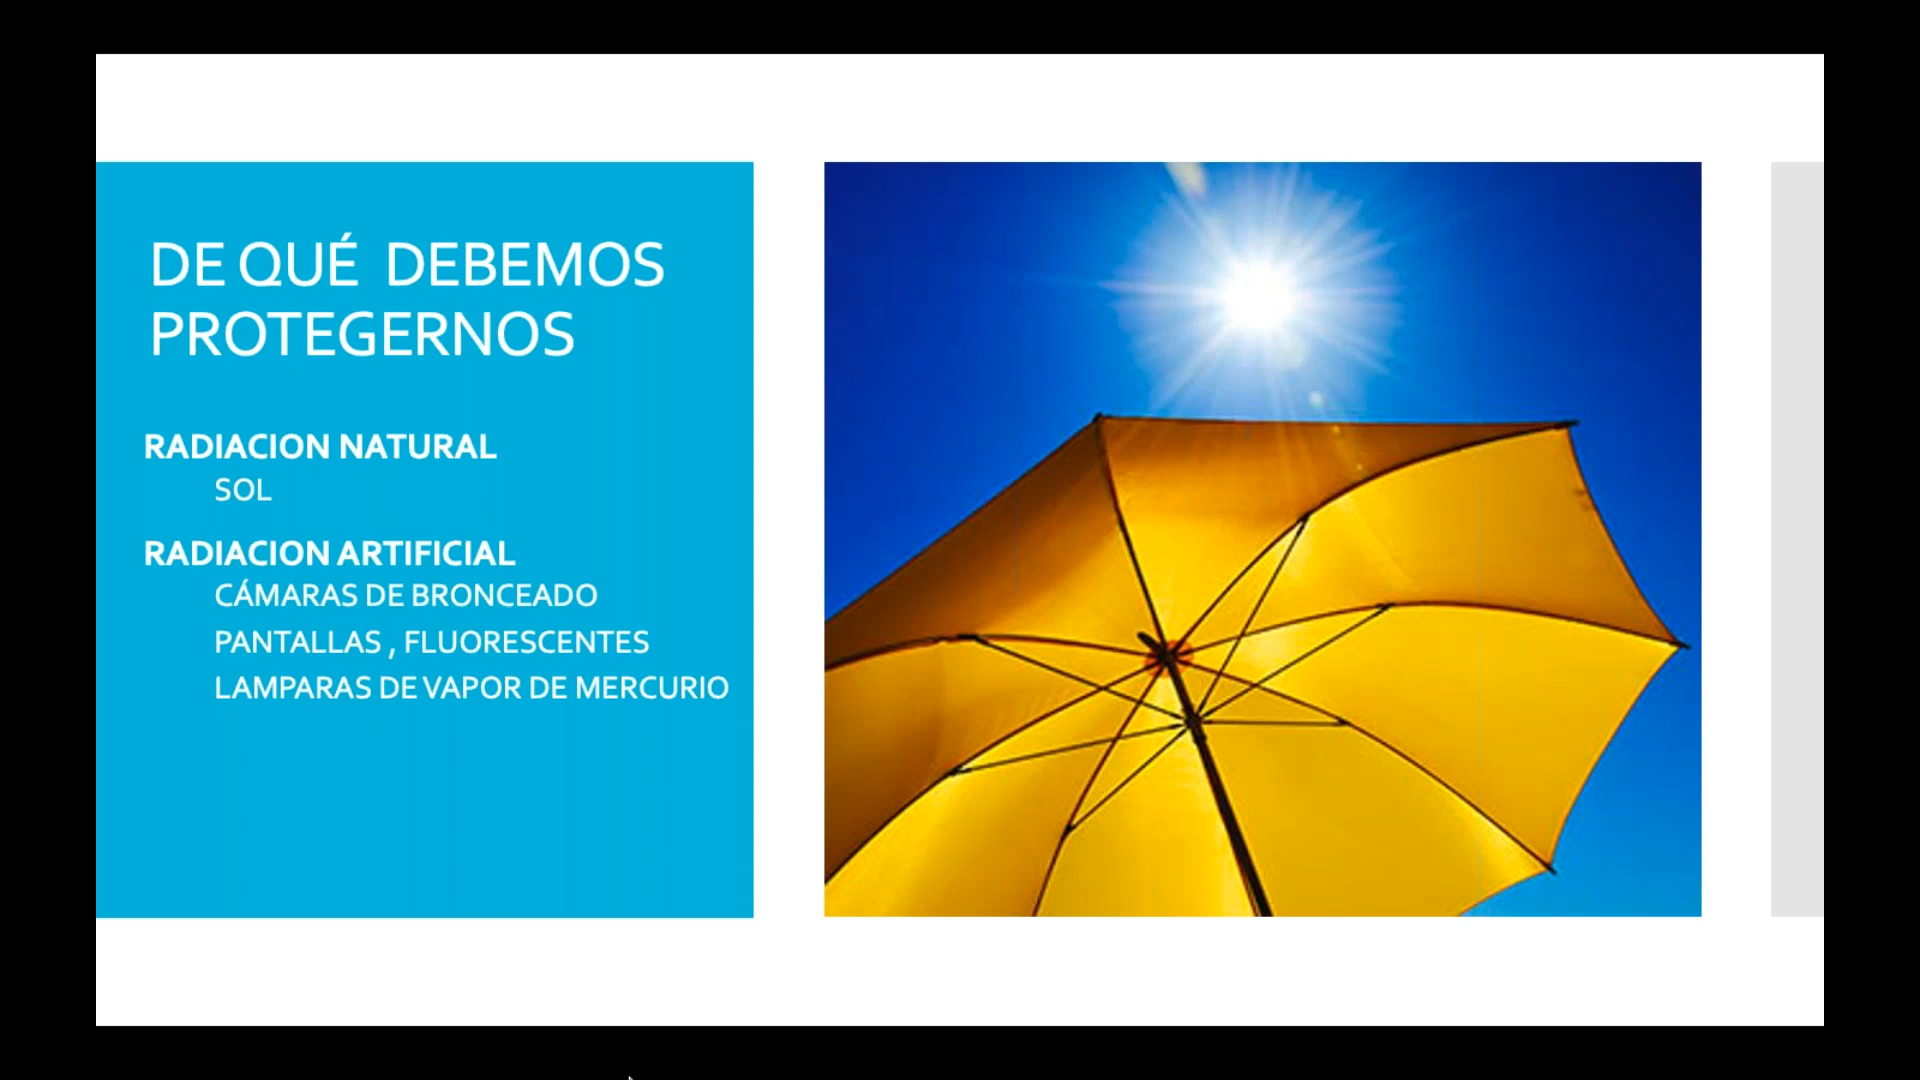 DE QUÉ DEBEMOS
PROTEGERNOS
RADIACION NATURAL
SOL
RADIACION ARTIFICIAL
CÁMARAS DE BRONCEADO
PANTALLAS , FLUORESCENTES
LAMPARAS DE VAPOR DE MERCURIO